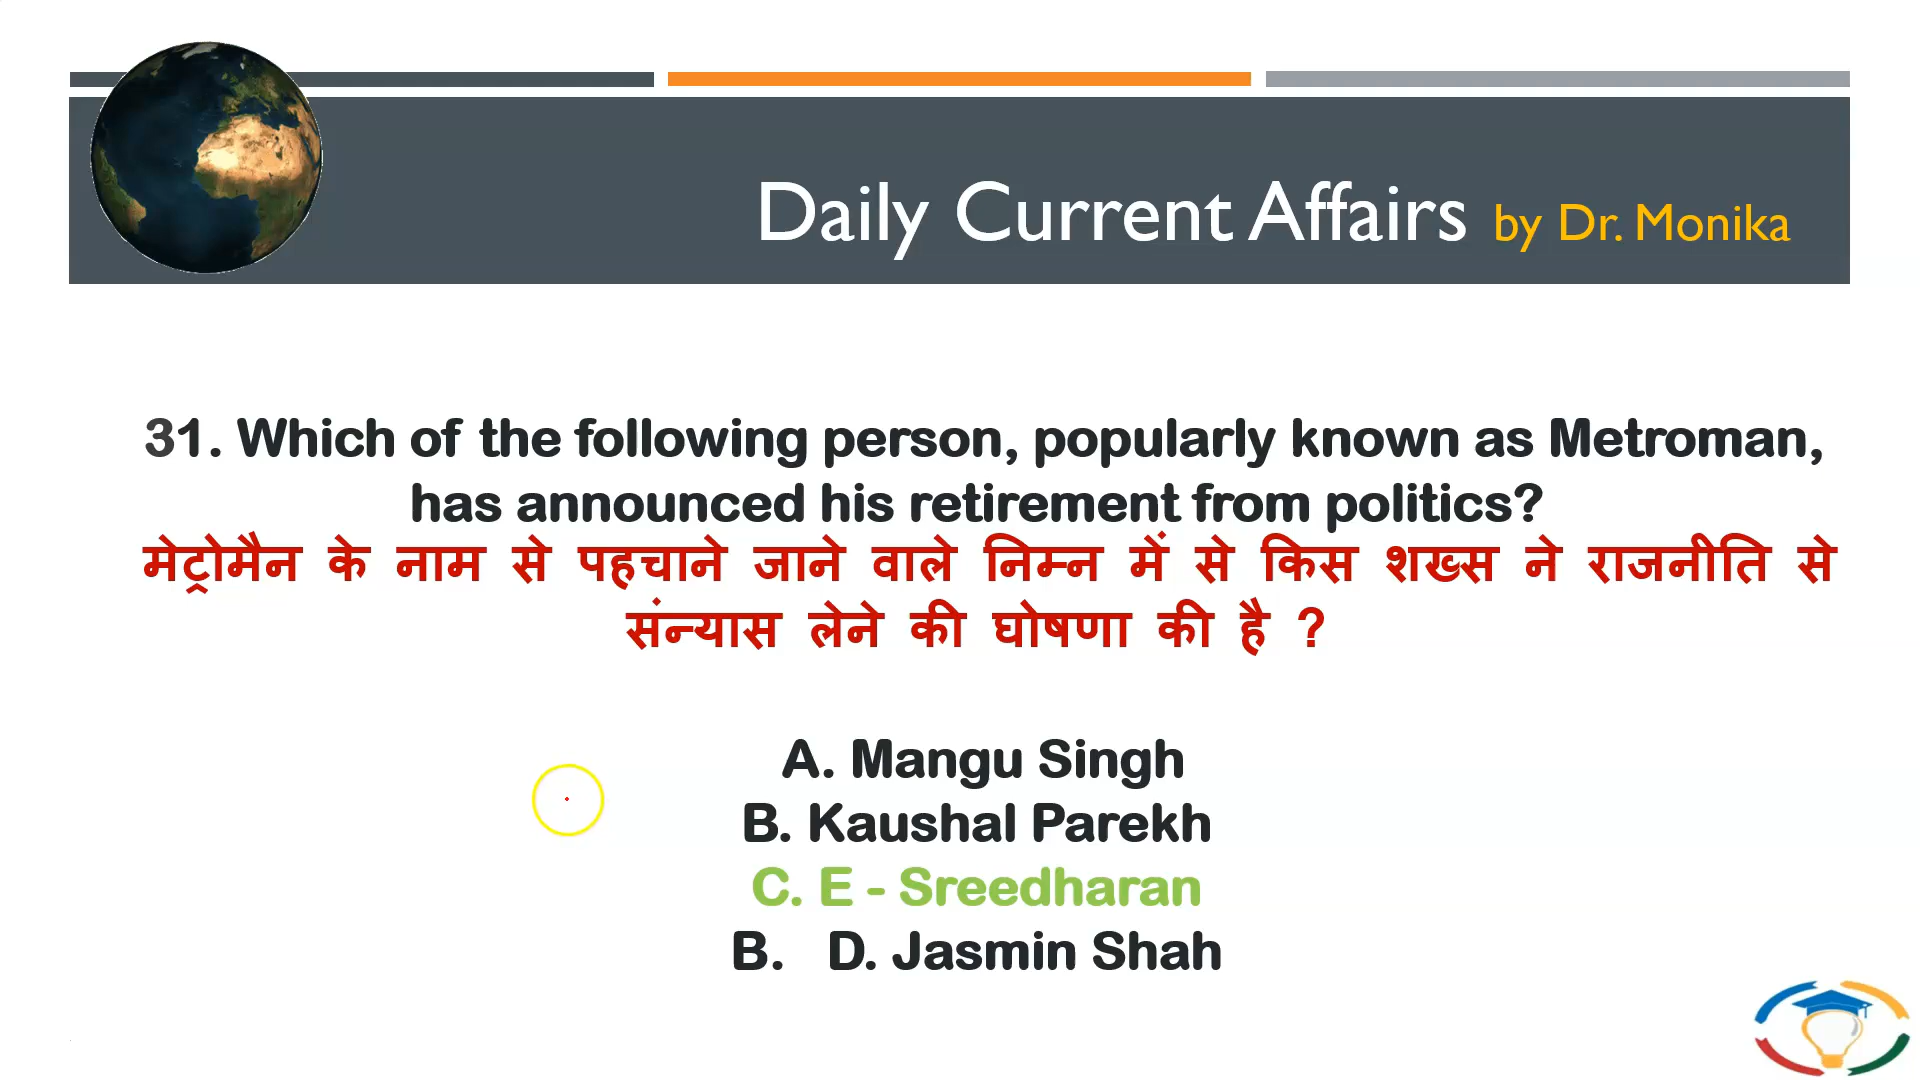 Daily Current Affairs by Dr. Monika
31. Which of the following person, popularly known as Metroman,
has announced his retirement from politics?
मेट्रोमैन के नाम से पहचाने जाने वाले निम्न में से किस शख्स ने राजनीति से
संन्यास लेने की घोषणा की है ?
A. Mangu Singh
B. Kaushal Parekh
C. E - Sreedharan
B. D. Jasmin Shah